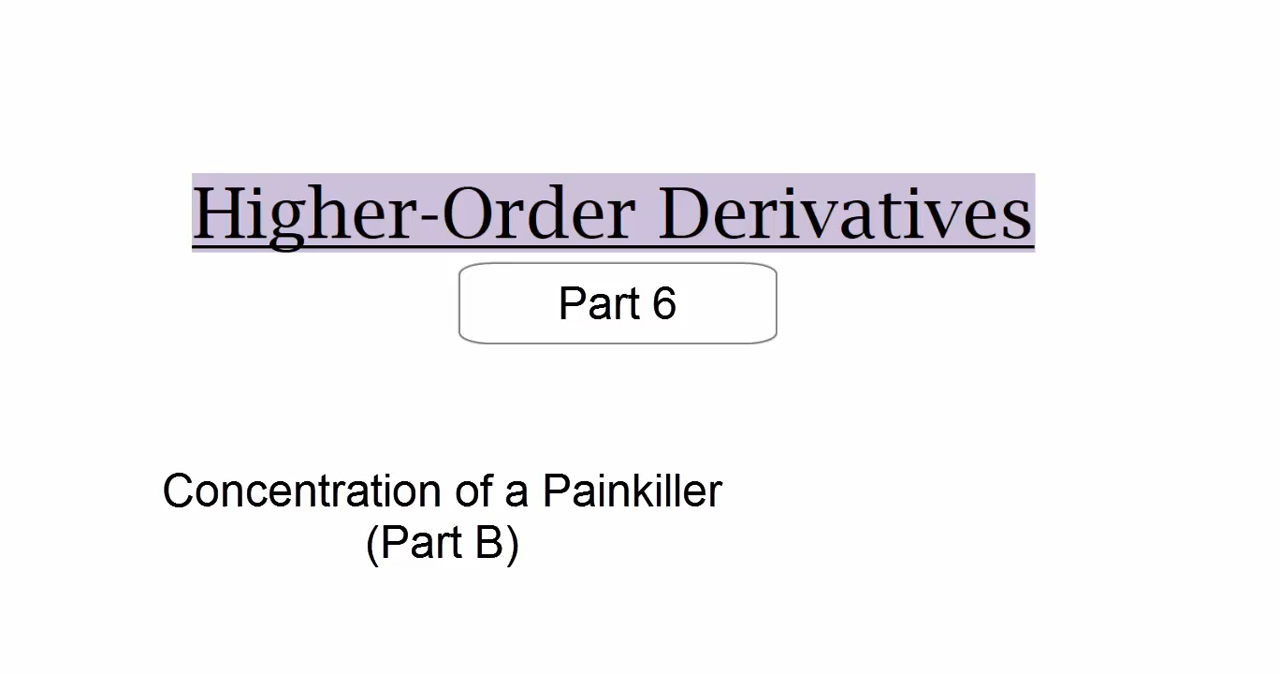 Higher-Order Derivatives
Part 6
Concentration of a Painkiller
(Part B)